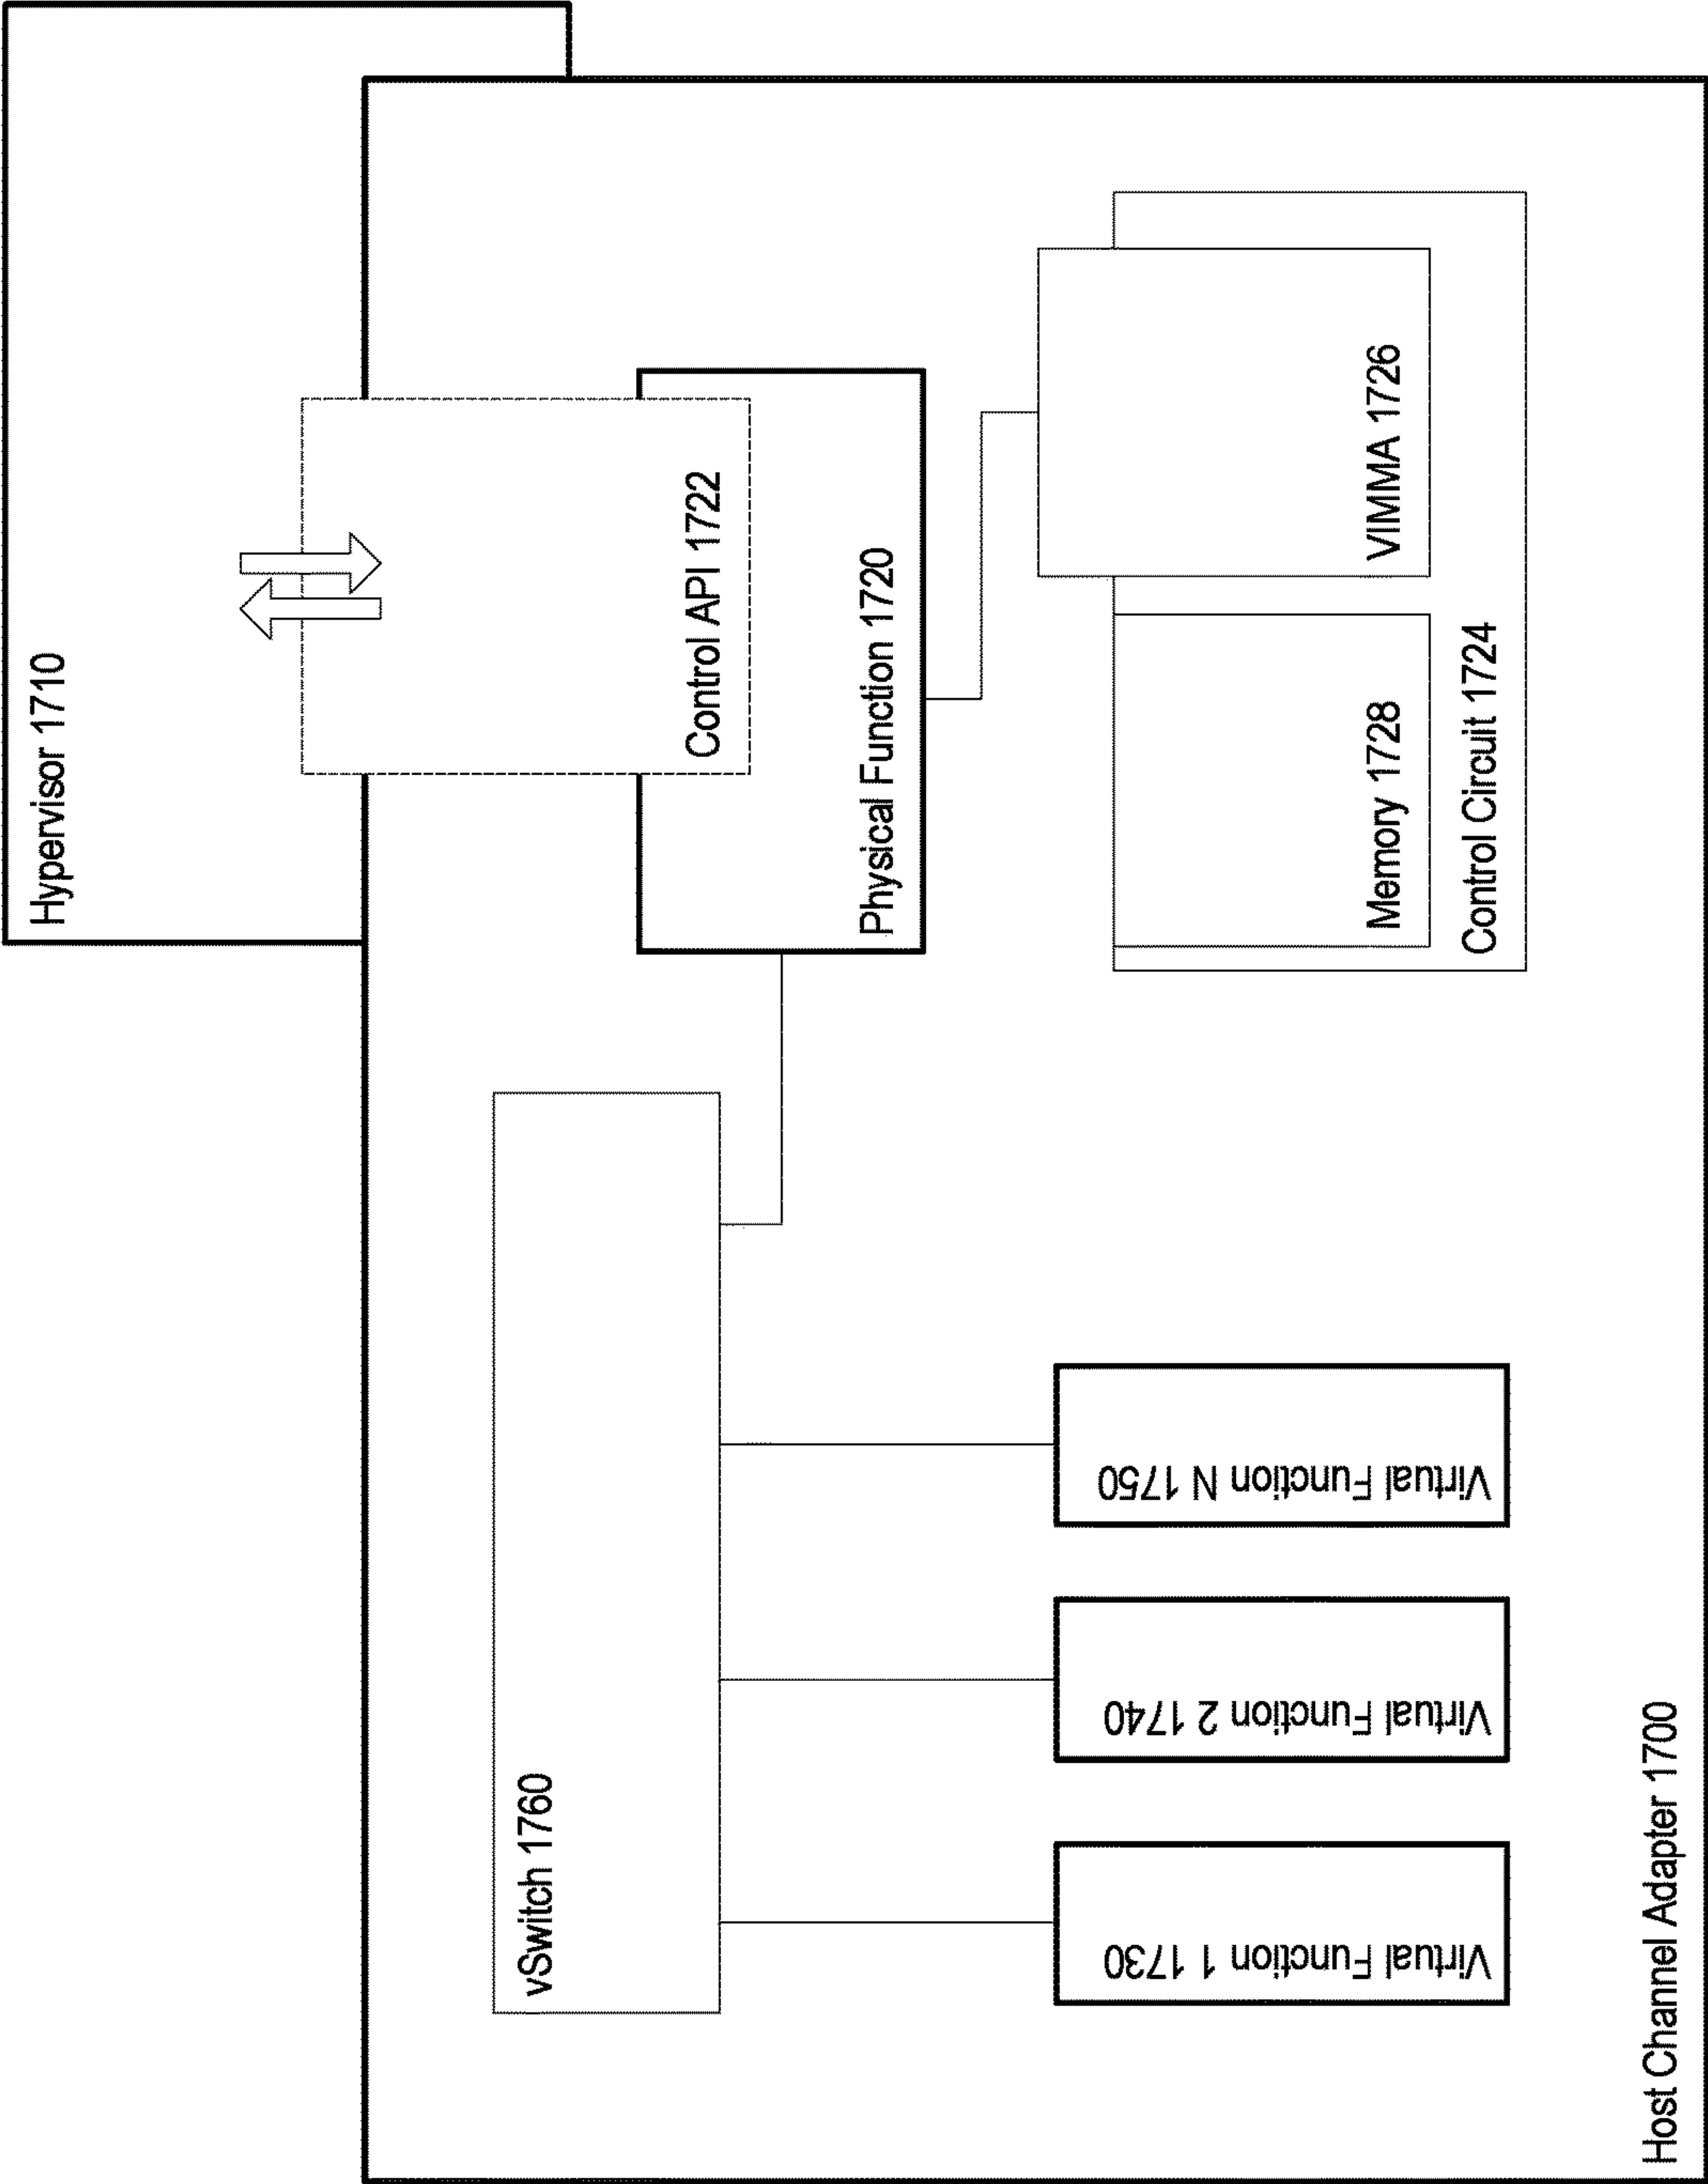 Hypervisor 1710
Control API 1722
Physical Function 1720
vSwitch 1760
Virtual Function 1 1730
Virtual Function 2 1740
Virtual Function N 1750
Memory 1728
VIMMA 1726
Control Circuit 1724
Host Channel Adapter 1700